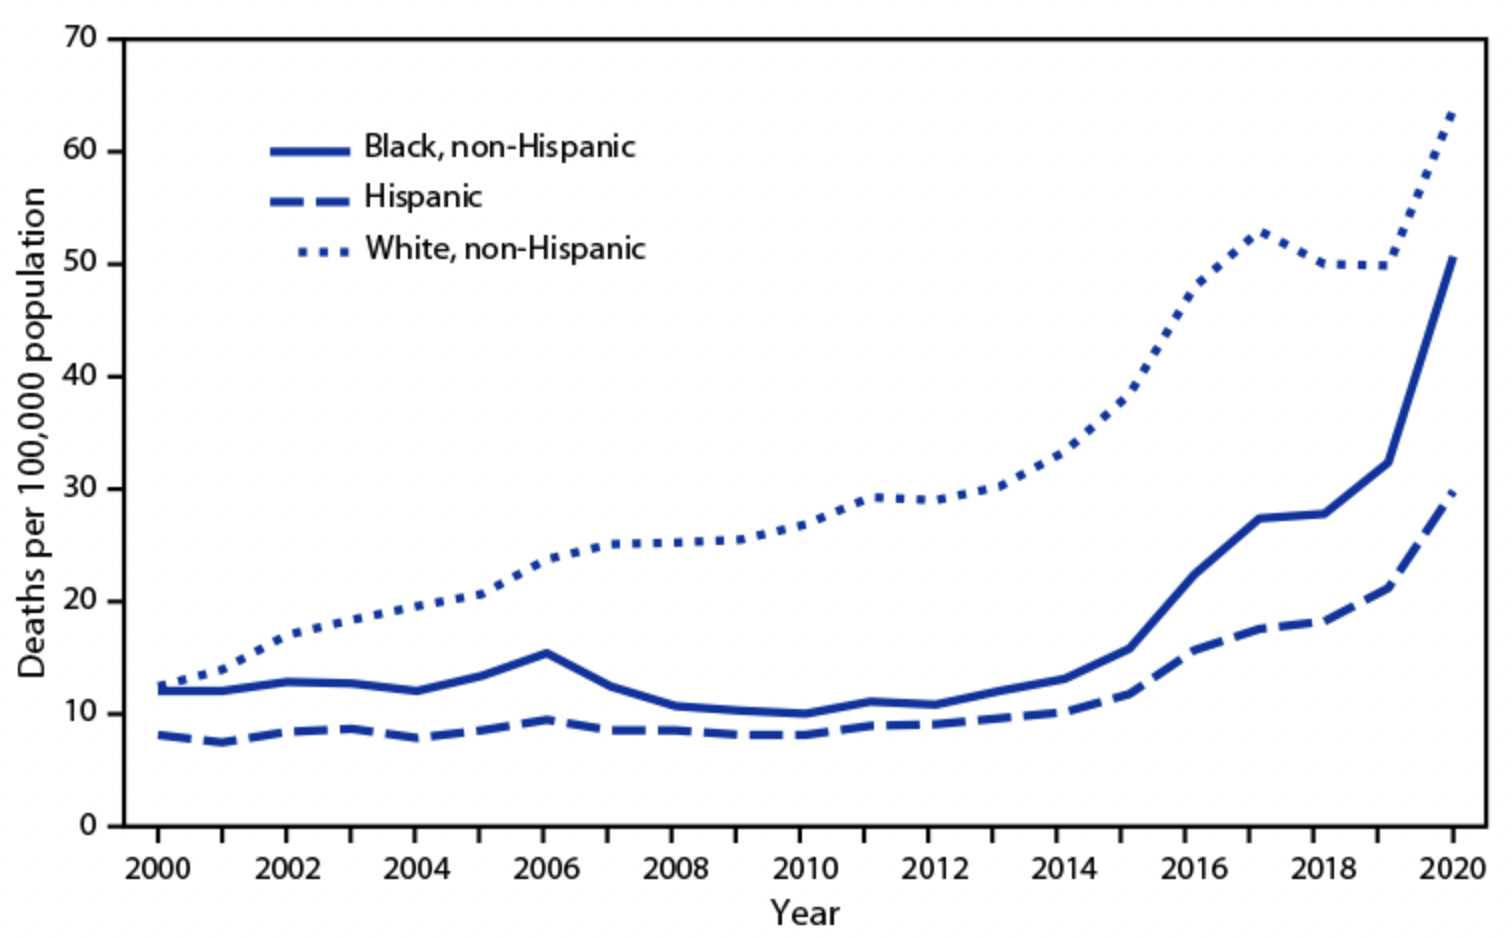 70
60
50
40
30
20
10
0
Deaths per 100,000 population
Black, non-Hispanic
Hispanic
White, non-Hispanic
2000 2002 2004 2006 2008 2010 2012 2014 2016 2018 2020
Year